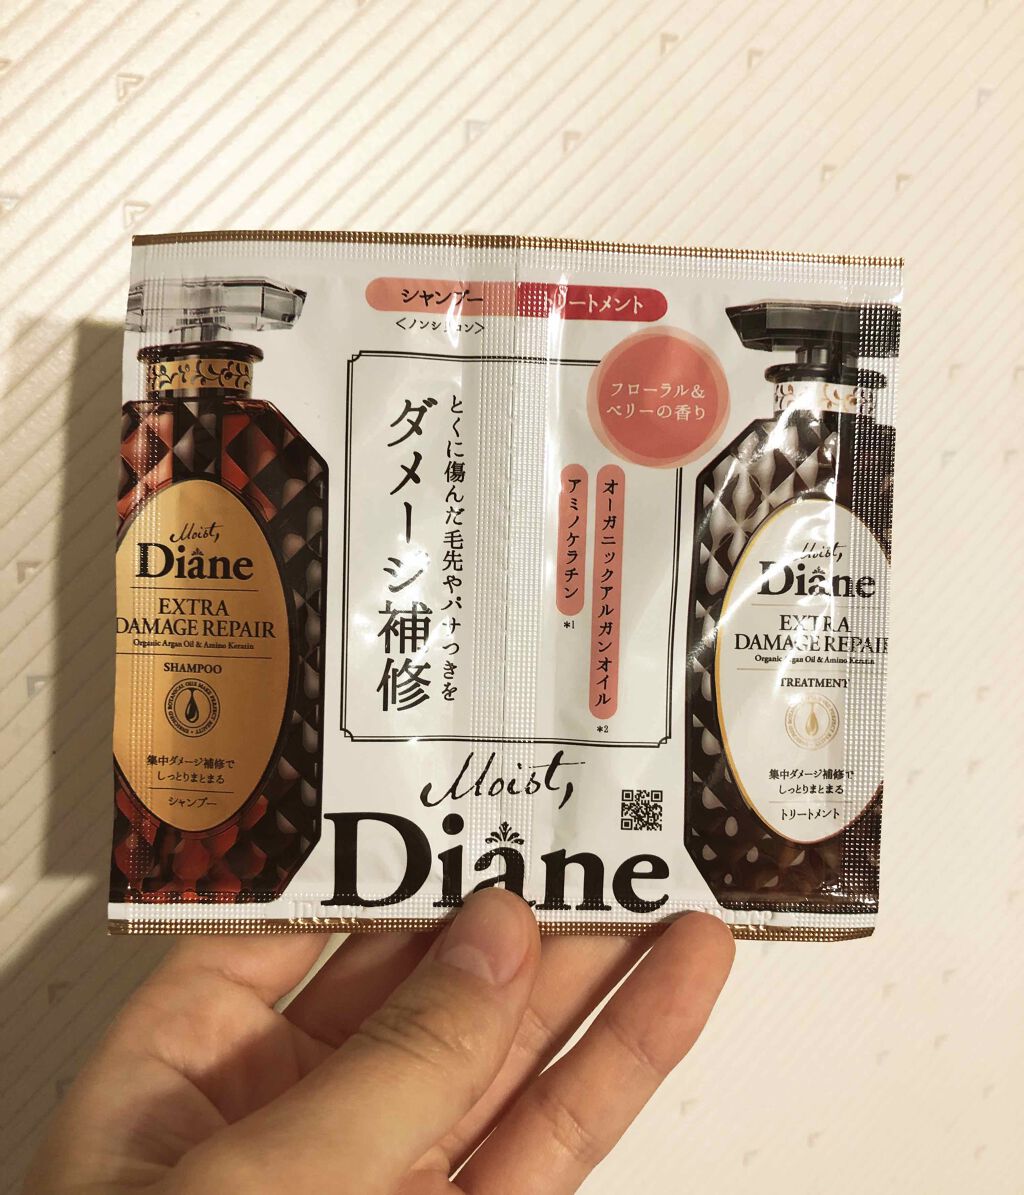 シャンプー
<ノンシリコン>
トリートメント
フローラル&
ベリーの香り
オーガニックアルガンオイル
*2
アミノケラチン
*1
とくに傷んだ毛先やパサつきを
ダメージ補修
Moist,
Diane
Moist,
Diane
EXTRA
DAMAGE REPAIR
Organic Argan Oil & Amino Keratin
SHAMPOO
集中ダメージ補修で
しっとりまとまる
シャンプー
Moist,
Diane
EXTRA
DAMAGE REPAIR
Organic Argan Oil & Amino Keratin
TREATMENT
集中ダメージ補修で
しっとりまとまる
トリートメント